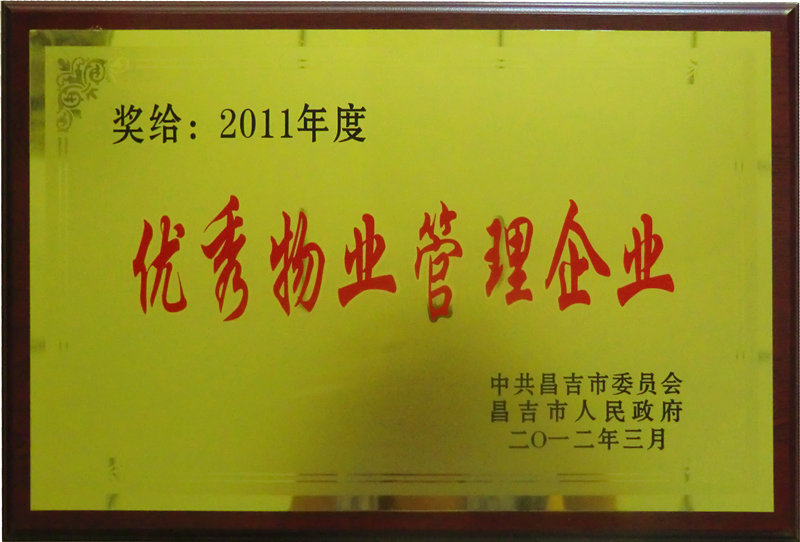 奖给：2011年度
优秀物业管理企业
中共昌吉市委员会
昌吉市人民政府
二〇一二年三月